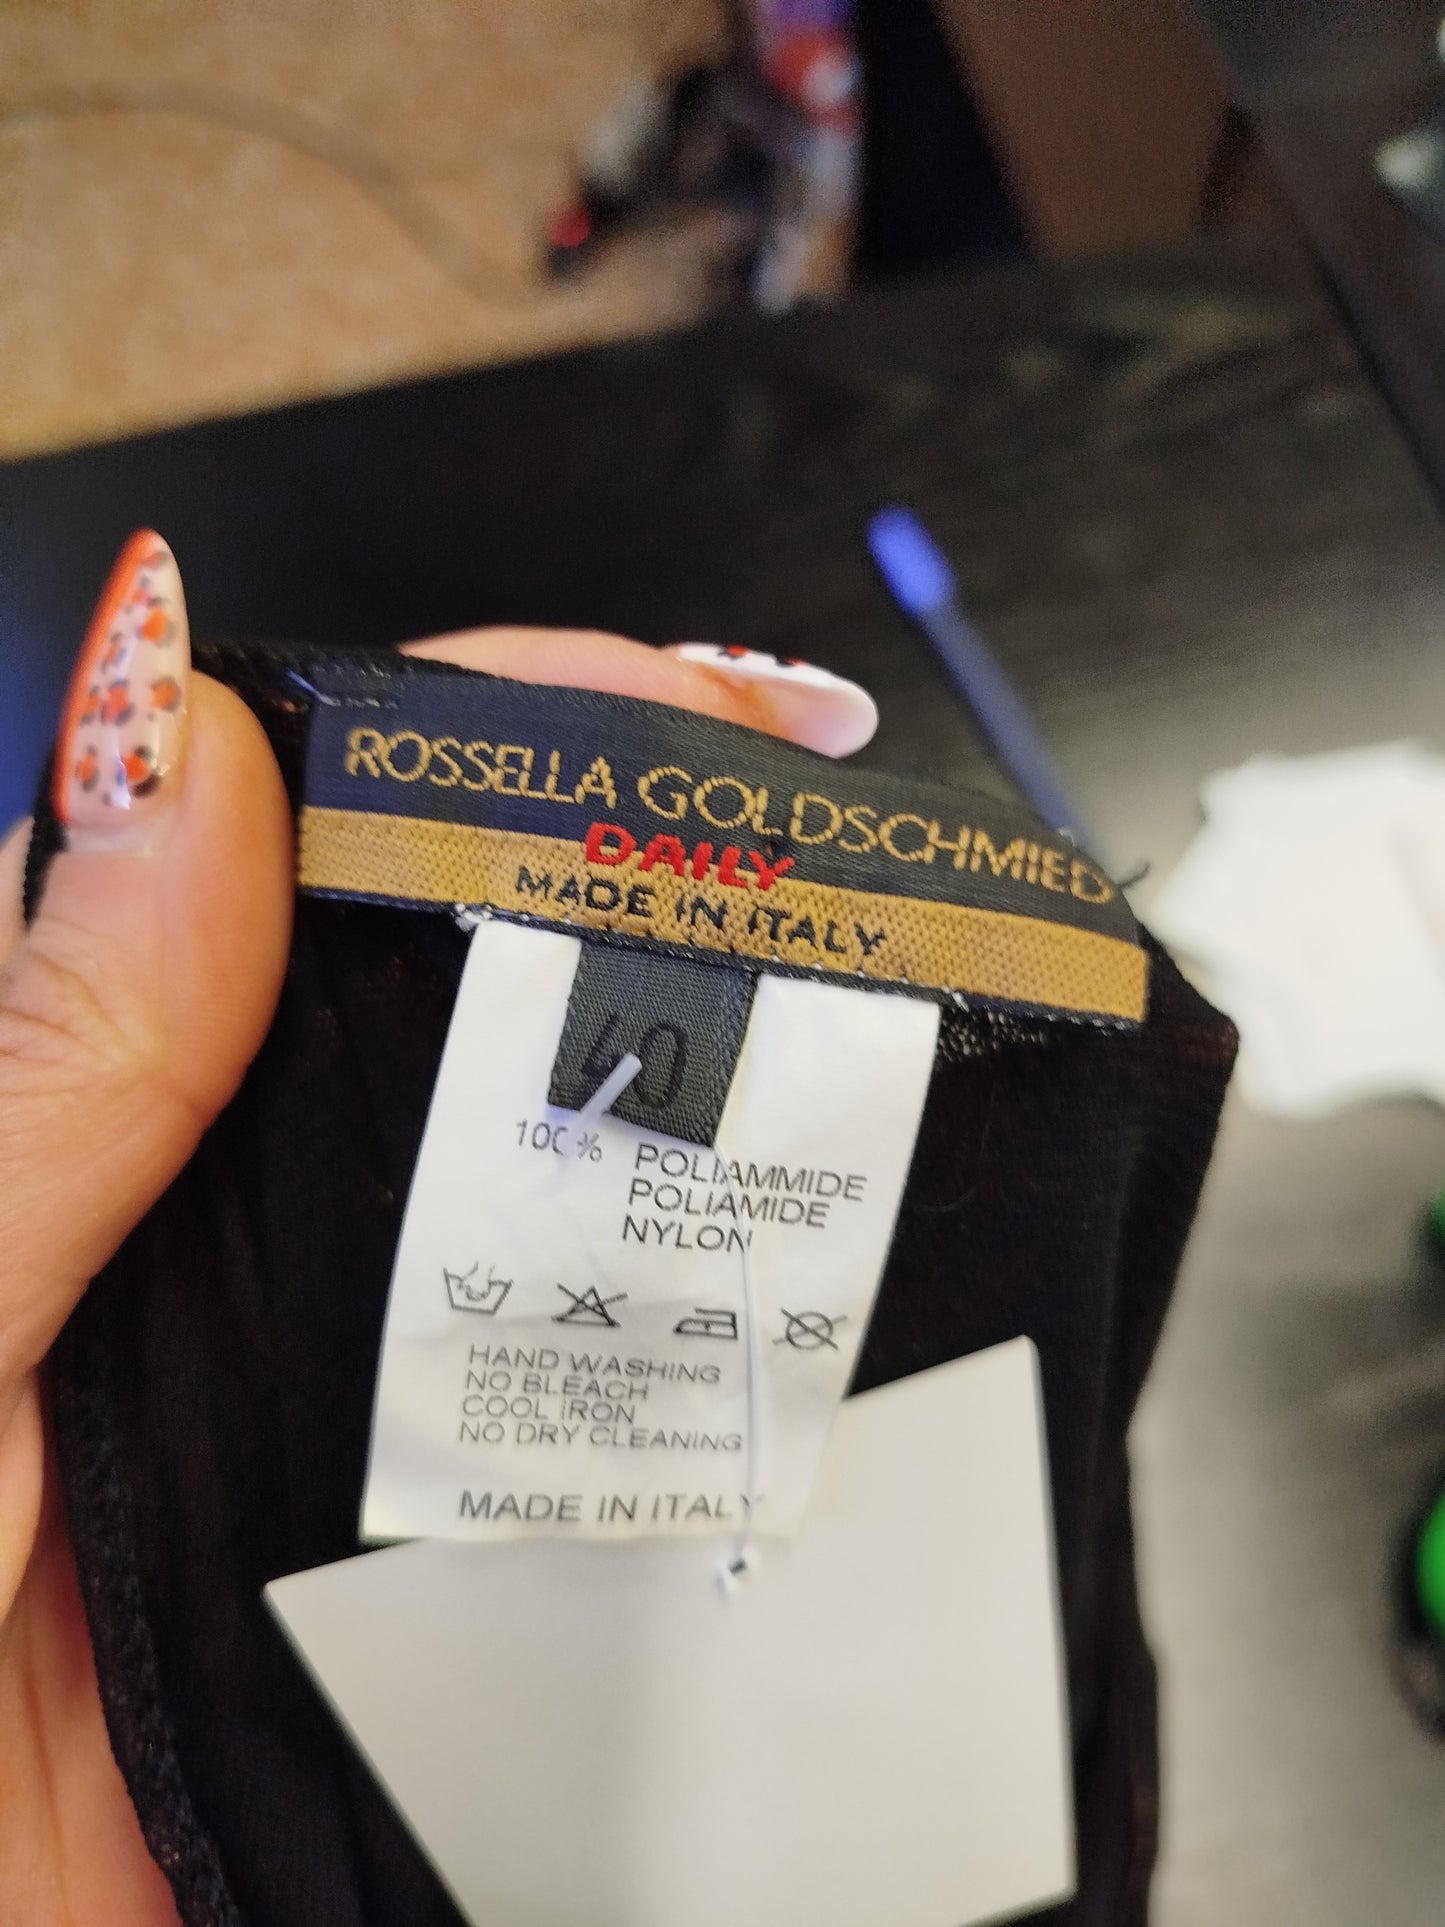 ROSSELLA GOLDSCHMIED
DAILY
MADE IN ITALY
40
100 % POLIAMMIDE
POLIAMIDE
NYLON
HAND WASHING
NO BLEACH
COOL IRON
NO DRY CLEANING
MADE IN ITALY